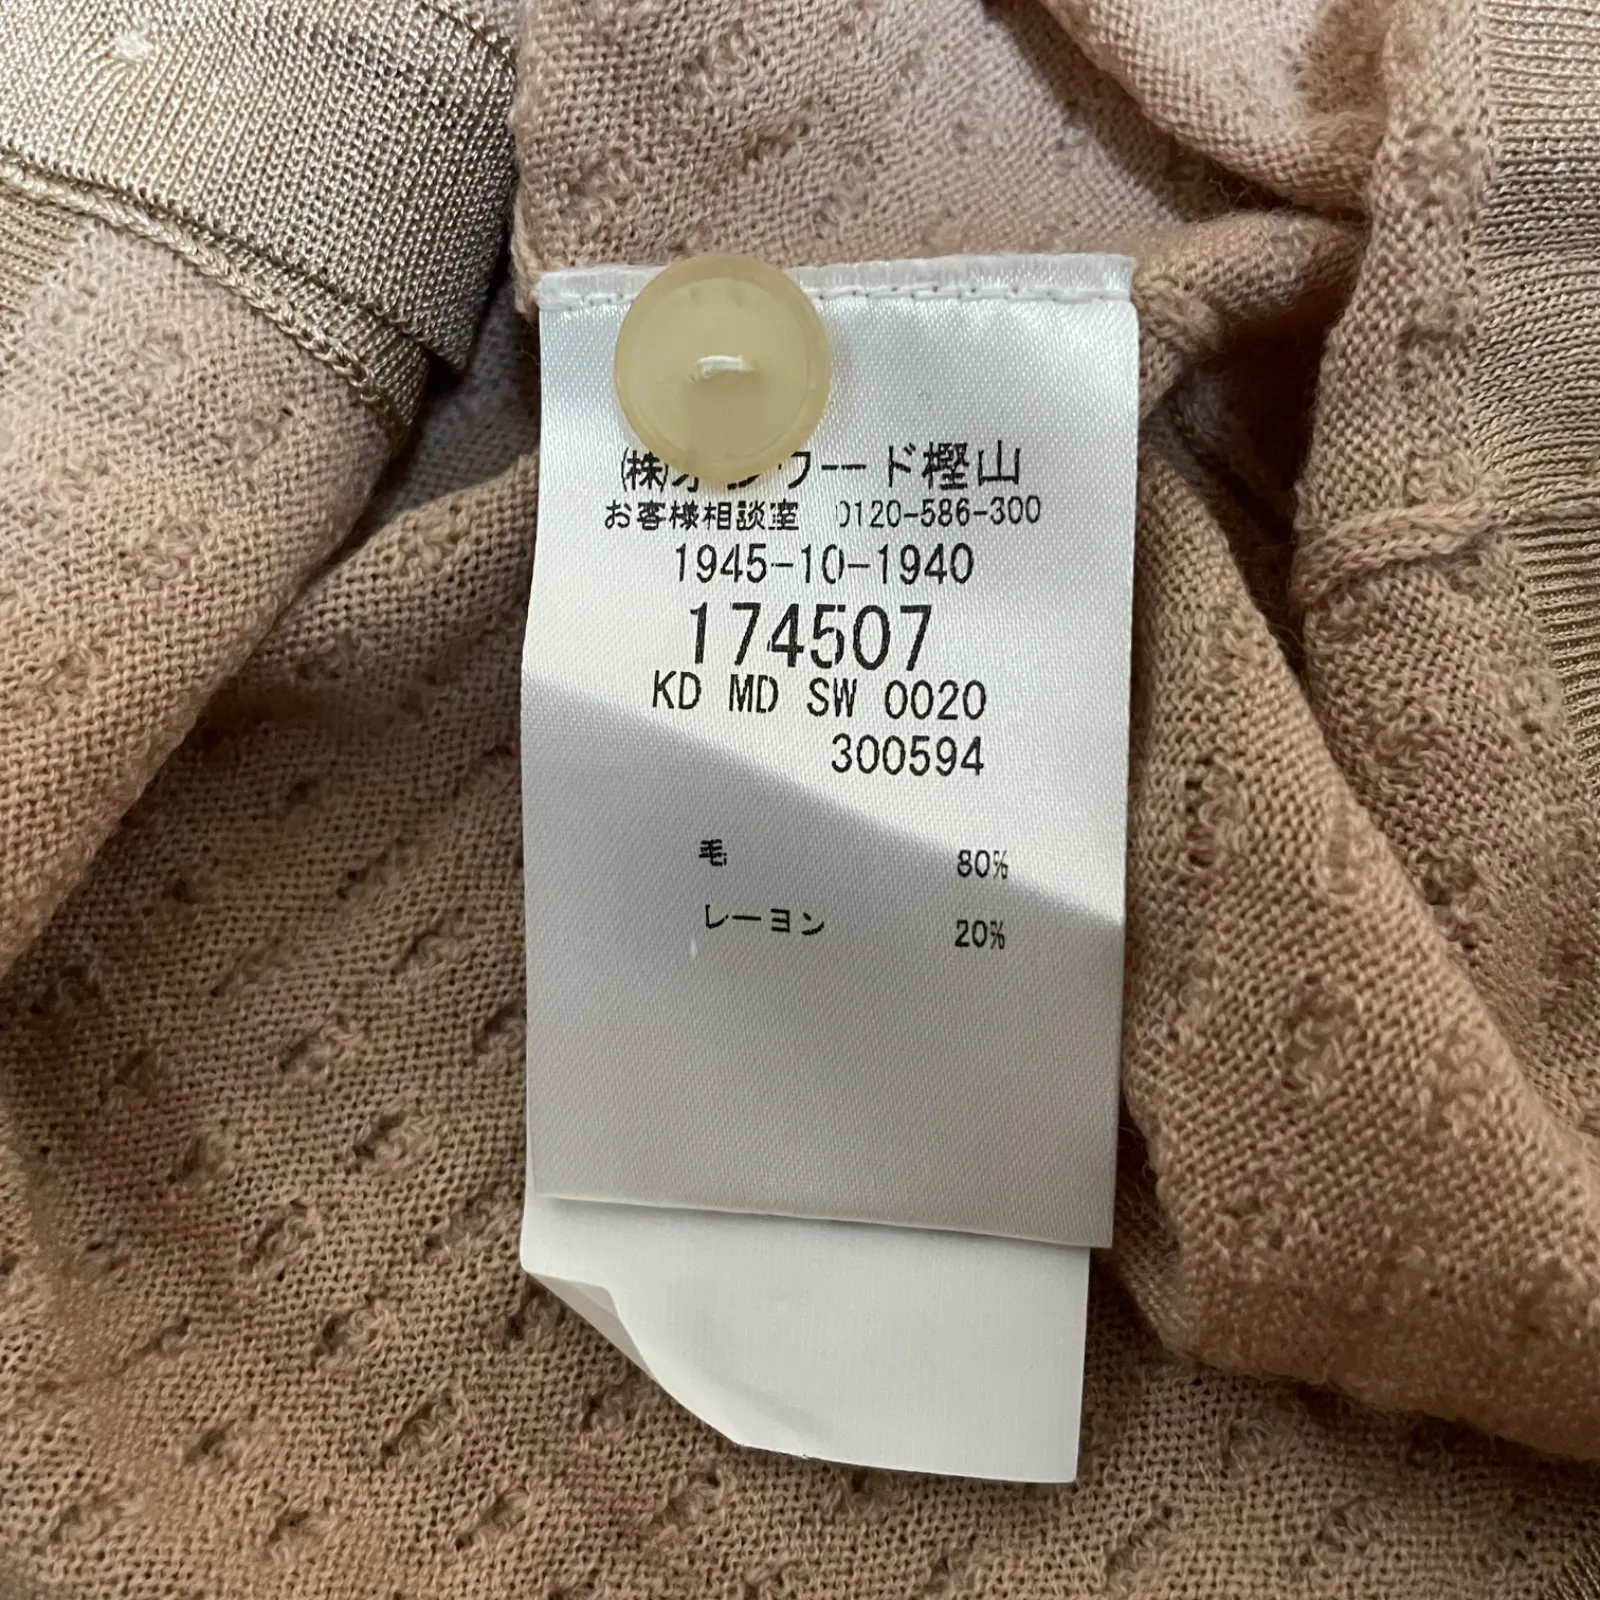 (株)オンワード樫山
お客様相談室 0120-586-300
1945-10-1940
174507
KD MD SW 0020
300594
毛 80%
レーヨン 20%